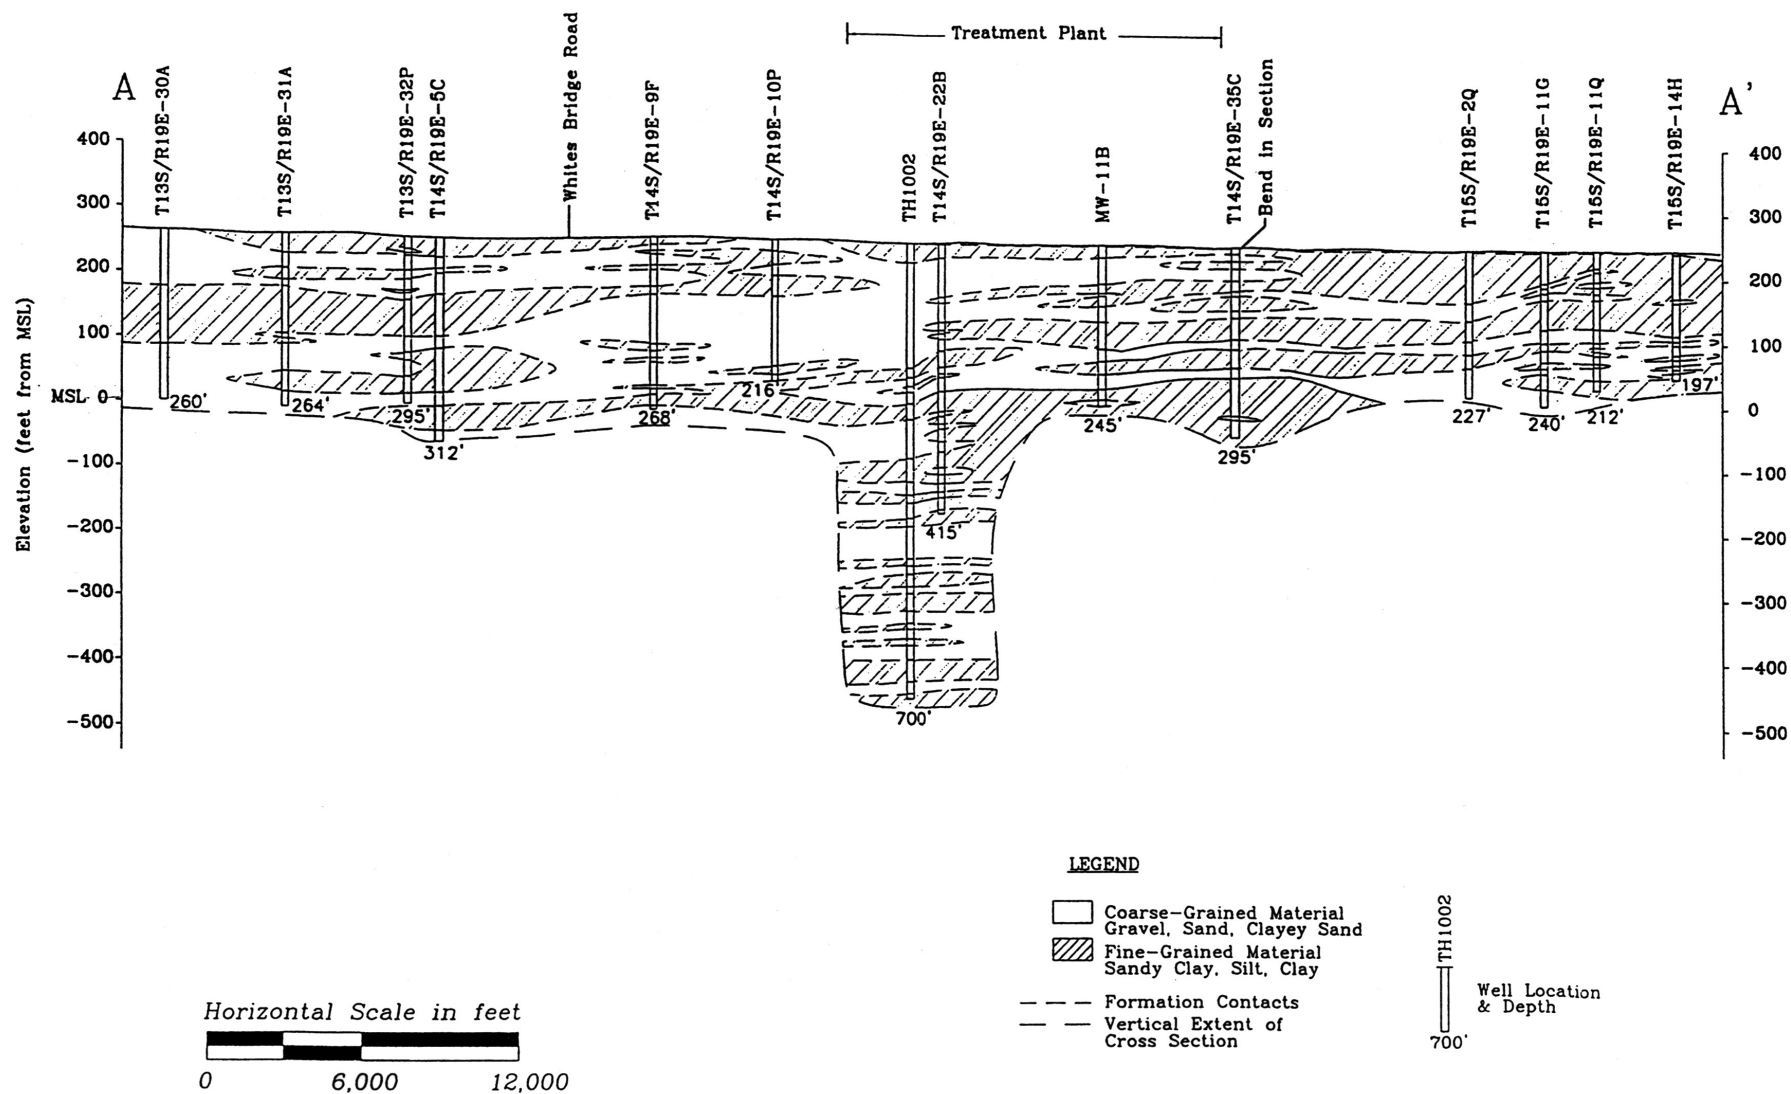 Treatment Plant
A
T13S/R19E-30A
T13S/R19E-31A
T13S/R19E-32P
T14S/R19E-5C
Whites Bridge Road
T14S/R19E-9F
T14S/R19E-10P
TH1002
T14S/R19E-22B
MW-11B
T14S/R19E-35C
Bend in Section
T15S/R19E-2Q
T15S/R19E-11G
T15S/R19E-11Q
T15S/R19E-14H
A'
Elevation (feet from MSL)
400
300
200
100
MSL 0
-100
-200
-300
-400
-500
400
300
200
100
0
-100
-200
-300
-400
-500
260'
264'
295'
312'
268'
216'
700'
415'
245'
295'
227'
240'
212'
197'
LEGEND
Coarse-Grained Material
Gravel, Sand, Clayey Sand
Fine-Grained Material
Sandy Clay, Silt, Clay
Formation Contacts
Vertical Extent of
Cross Section
TH1002
Well Location
& Depth
700'
Horizontal Scale in feet
0 6,000 12,000